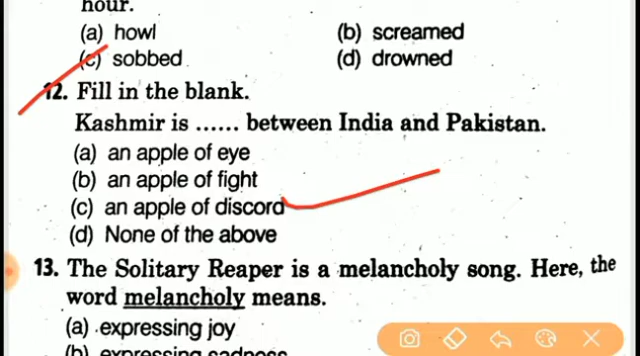 hour.
(a) howl (b) screamed
(c) sobbed (d) drowned
12. Fill in the blank.
Kashmir is ...... between India and Pakistan.
(a) an apple of eye
(b) an apple of fight
(c) an apple of discord
(d) None of the above
13. The Solitary Reaper is a melancholy song. Here, the
word melancholy means.
(a) expressing joy
(b) expressing sadness